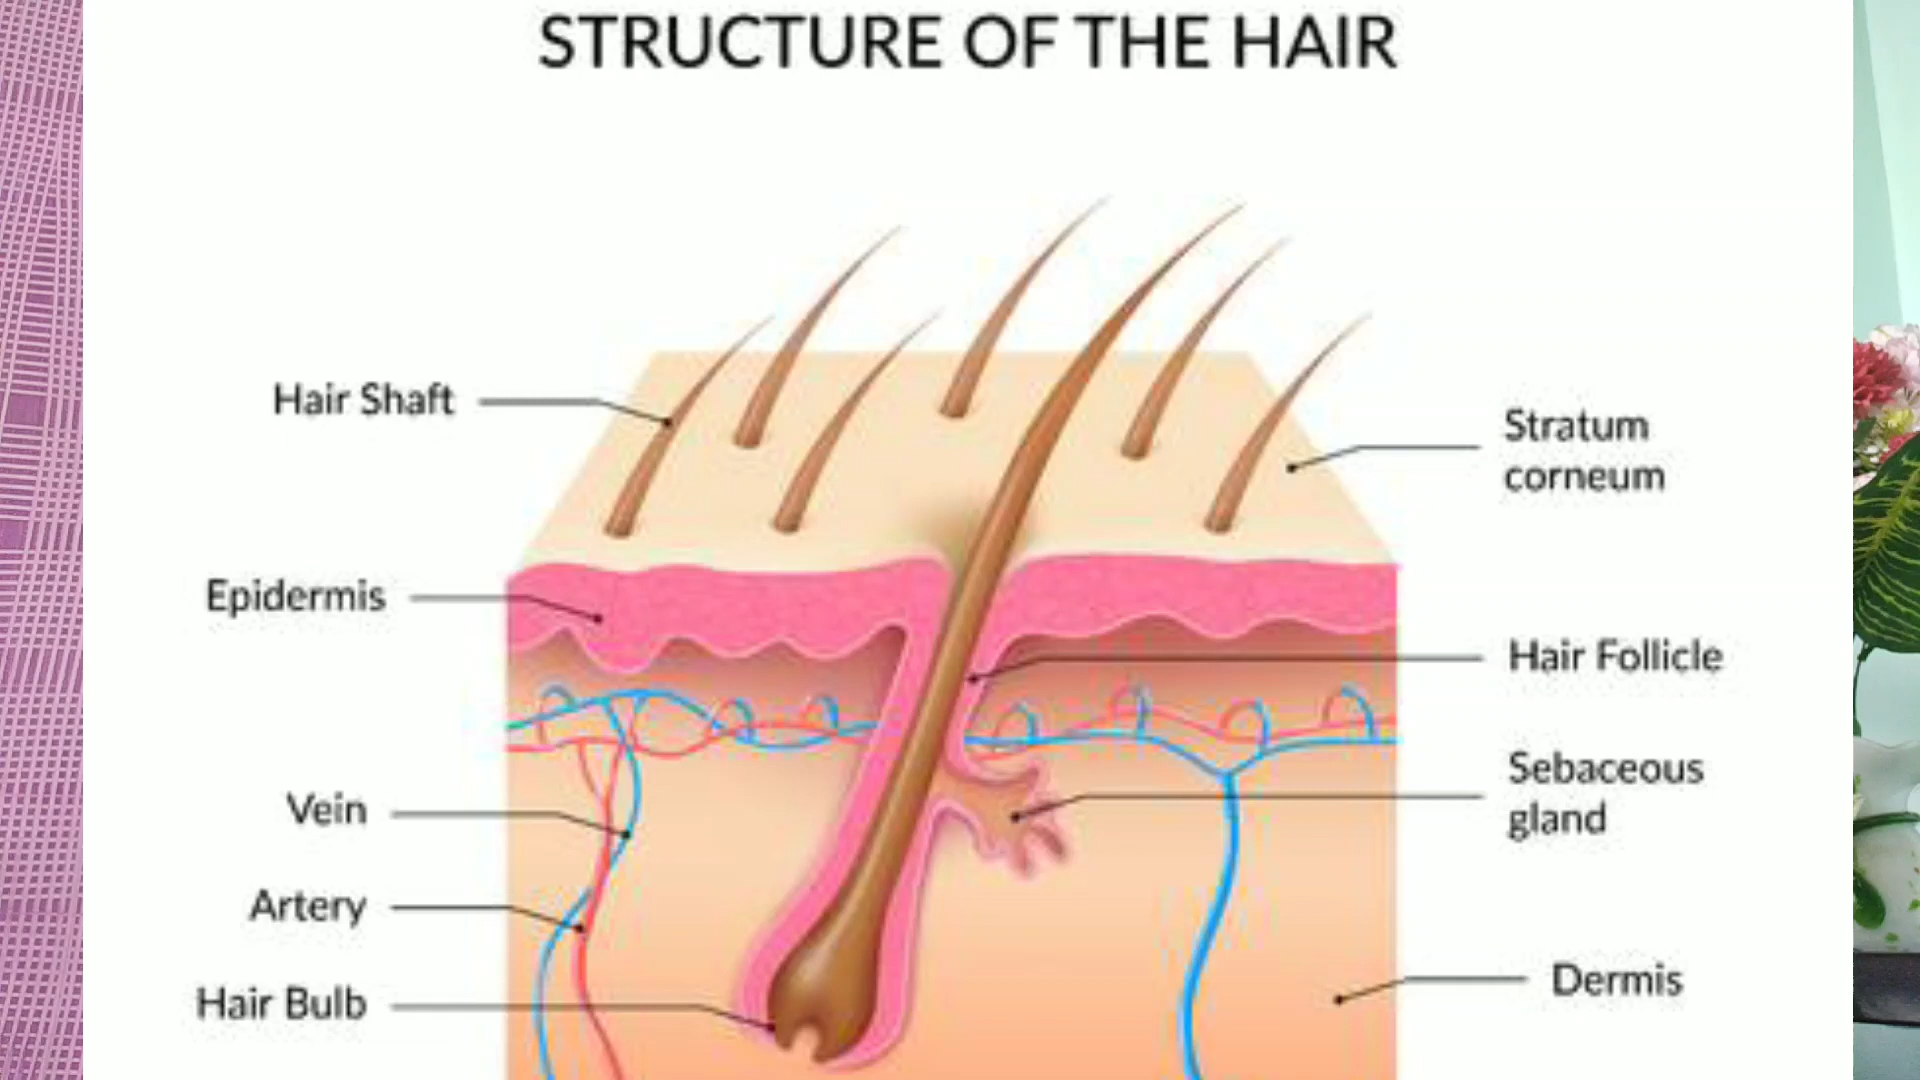 STRUCTURE OF THE HAIR
Hair Shaft
Stratum
corneum
Epidermis
Hair Follicle
Sebaceous
gland
Vein
Artery
Dermis
Hair Bulb